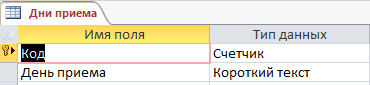 Дни приема
Имя поля Тип данных
Код Счетчик
День приема Короткий текст